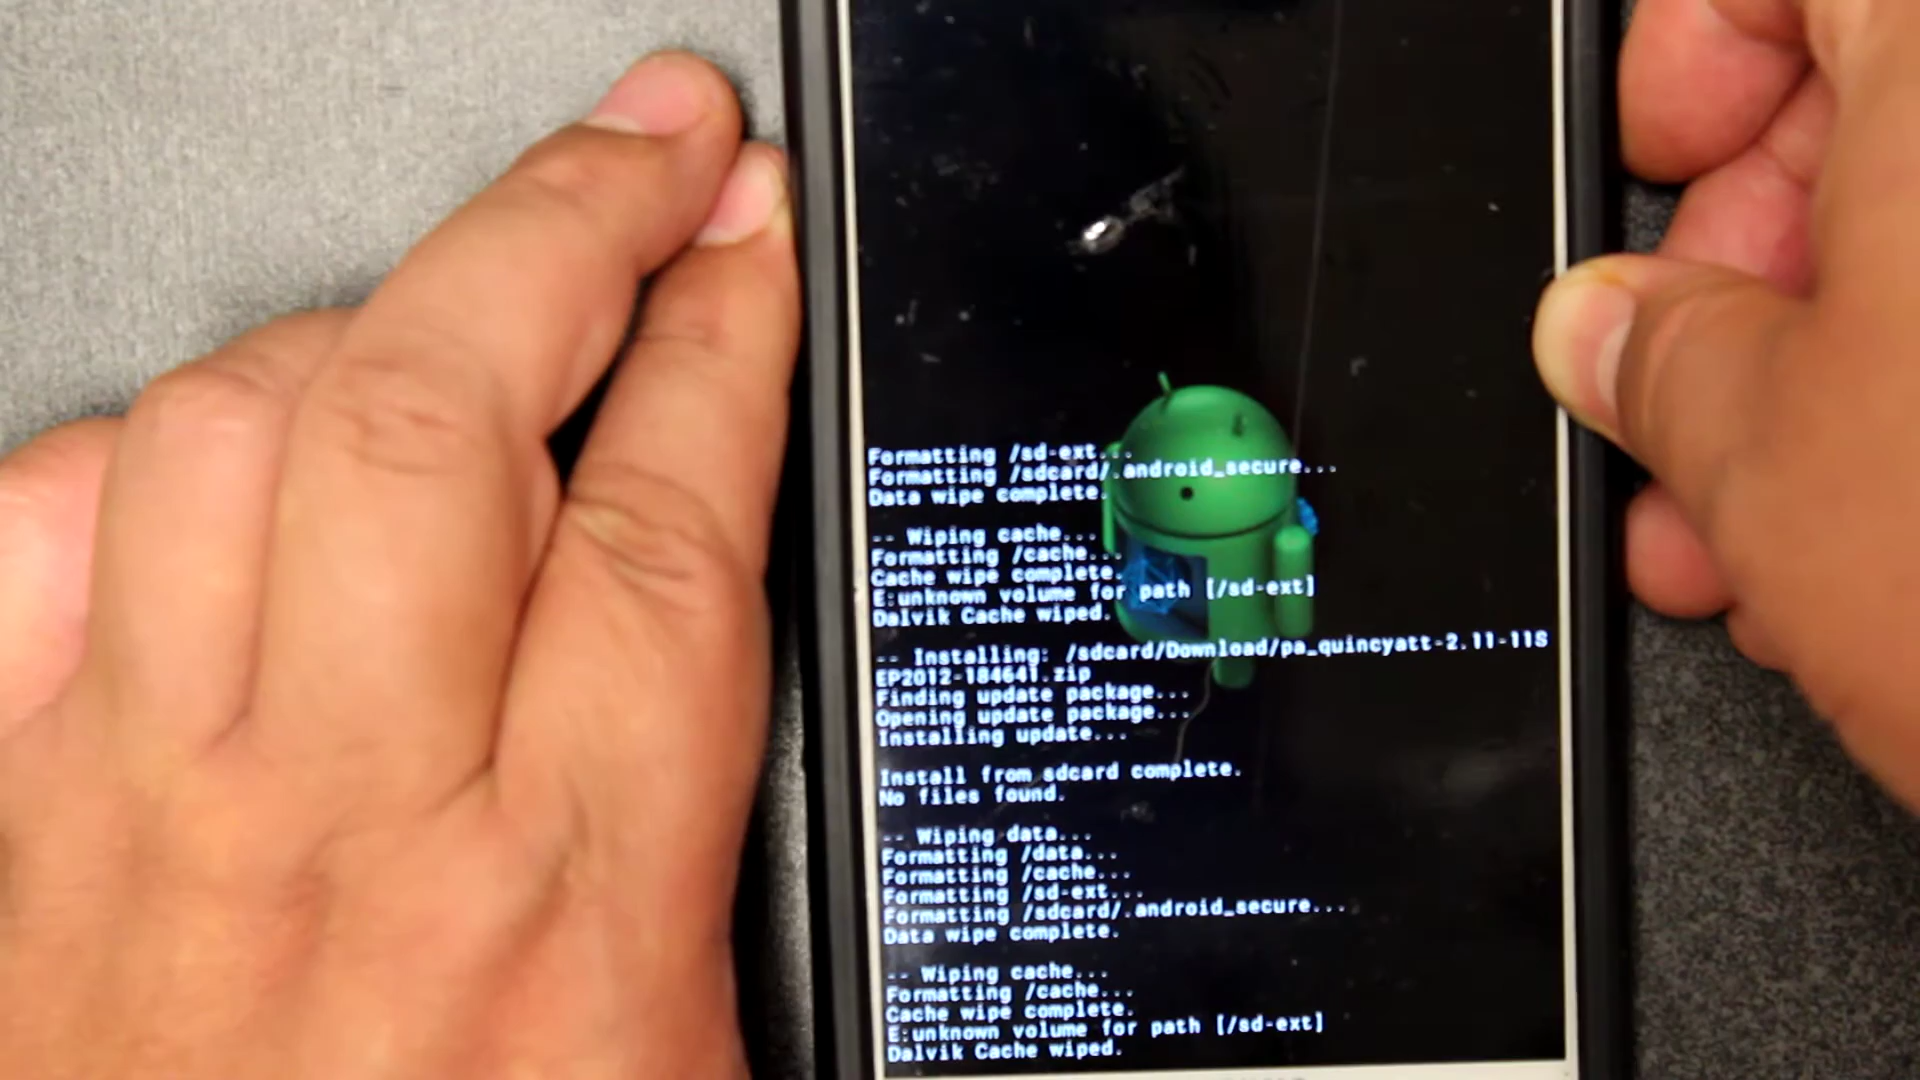 Formatting /sd-ext...
Formatting /sdcard/.android_secure...
Data wipe complete.
-- Wiping cache...
Formatting /cache...
Cache wipe complete.
E:unknown volume for path [/sd-ext]
Dalvik Cache wiped.
-- Installing: /sdcard/Download/pa_quincyatt-2.11-11S
EP2012-184641.zip
Finding update package...
Opening update package...
Installing update...
Install from sdcard complete.
No files found.
-- Wiping data...
Formatting /data...
Formatting /cache...
Formatting /sd-ext...
Formatting /sdcard/.android_secure...
Data wipe complete.
-- Wiping cache...
Formatting /cache...
Cache wipe complete.
E:unknown volume for path [/sd-ext]
Dalvik Cache wiped.